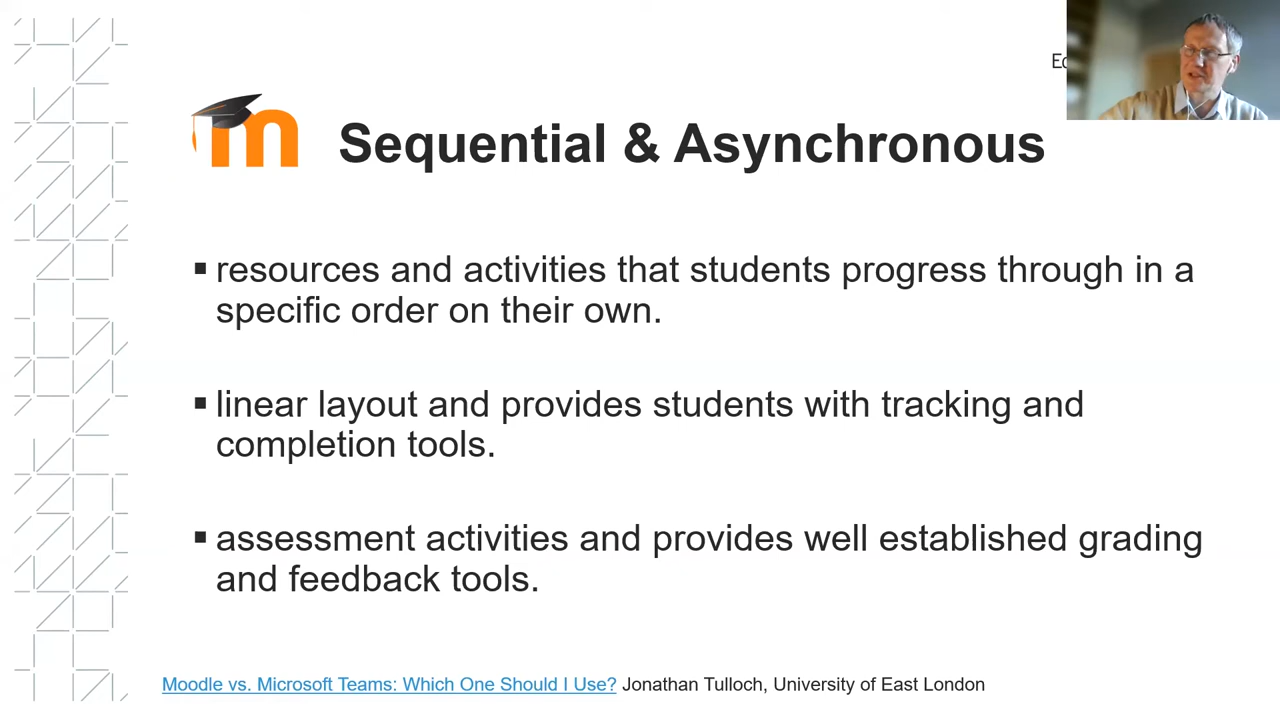 Sequential & Asynchronous
▪ resources and activities that students progress through in a
specific order on their own.
▪ linear layout and provides students with tracking and
completion tools.
▪ assessment activities and provides well established grading
and feedback tools.
Moodle vs. Microsoft Teams: Which One Should I Use? Jonathan Tulloch, University of East London